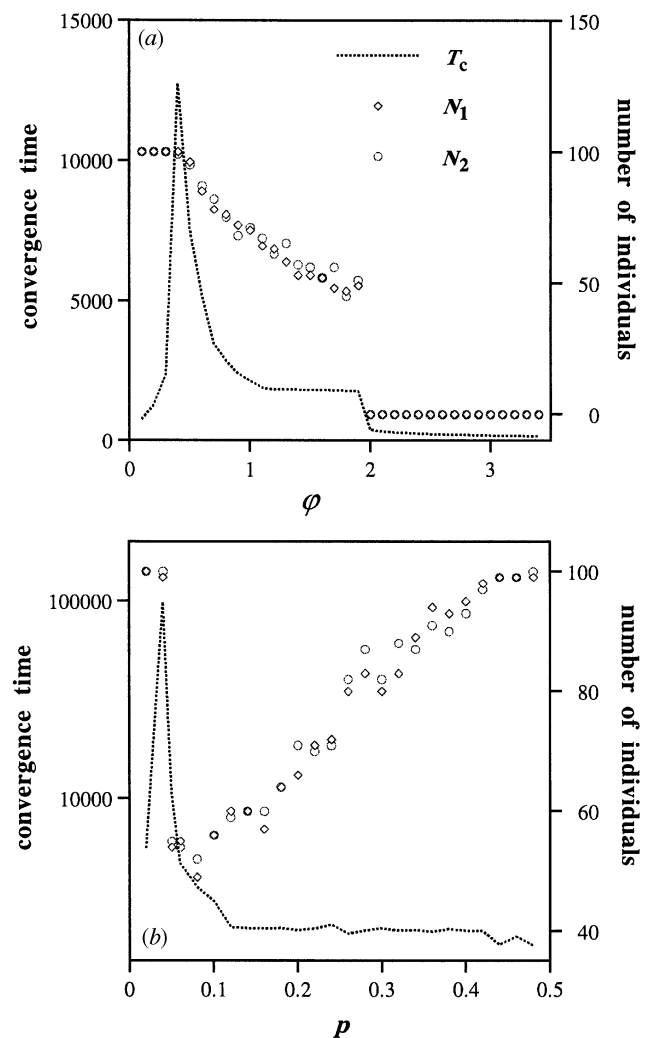 (a)
15000
10000
5000
0
convergence time
150
100
50
0
number of individuals
T_c
N_1
N_2
0 1 2 3
φ
(b)
100000
10000
convergence time
100
80
60
40
number of individuals
0 0.1 0.2 0.3 0.4 0.5
p